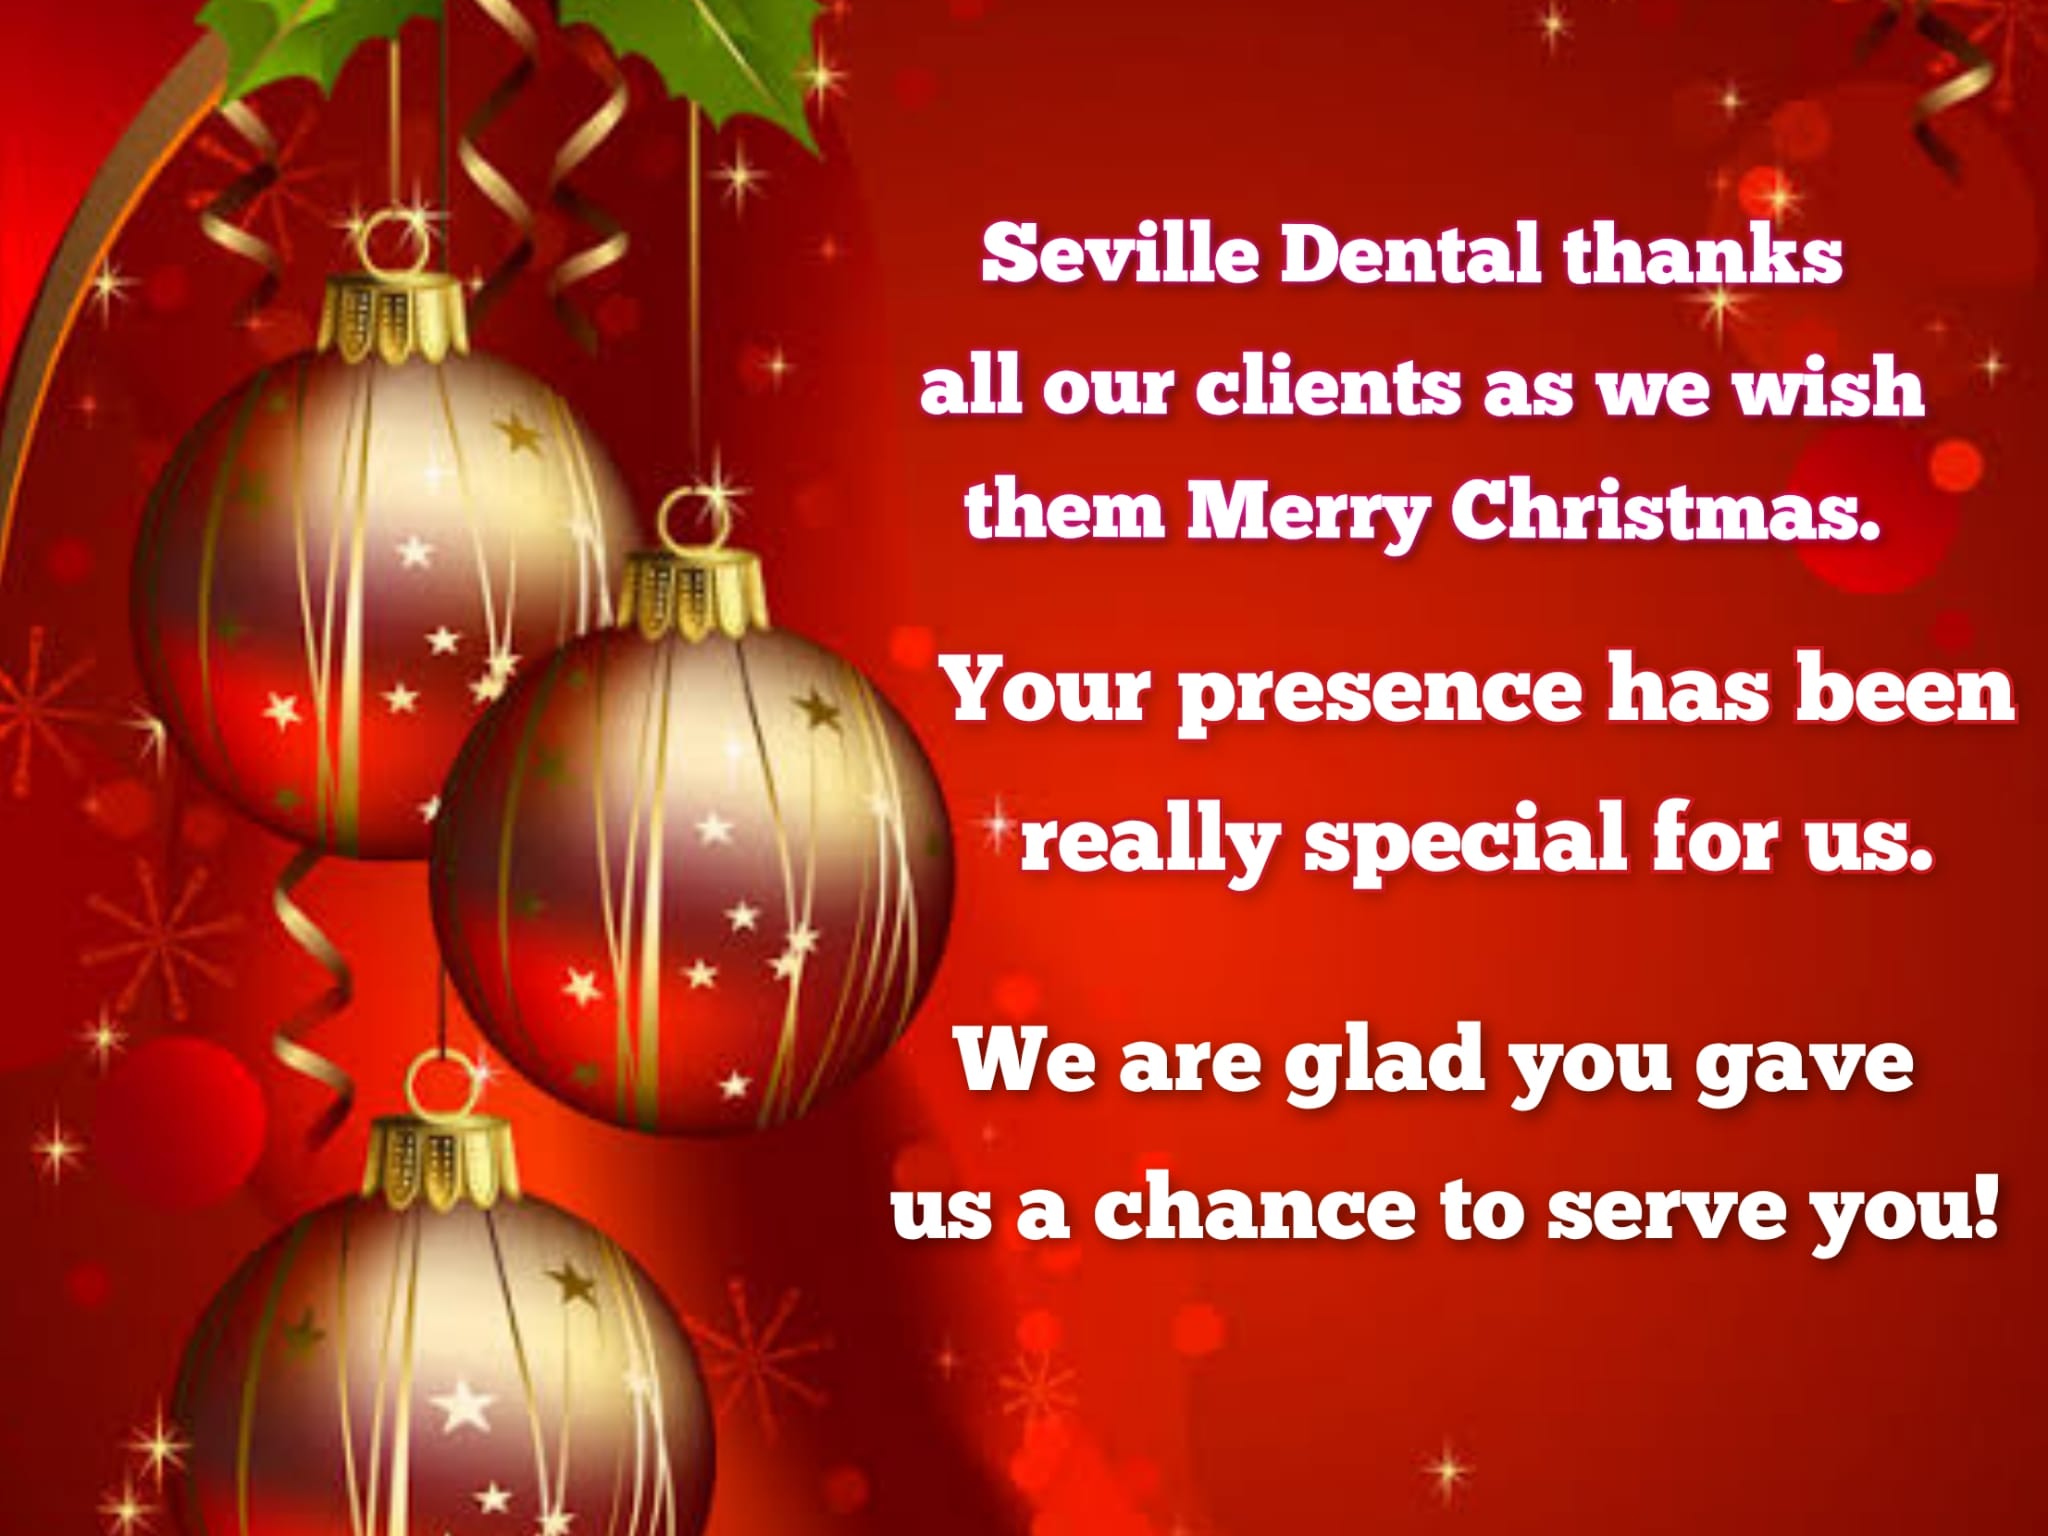 Seville Dental thanks
all our clients as we wish
them Merry Christmas.
Your presence has been
really special for us.
We are glad you gave
us a chance to serve you!